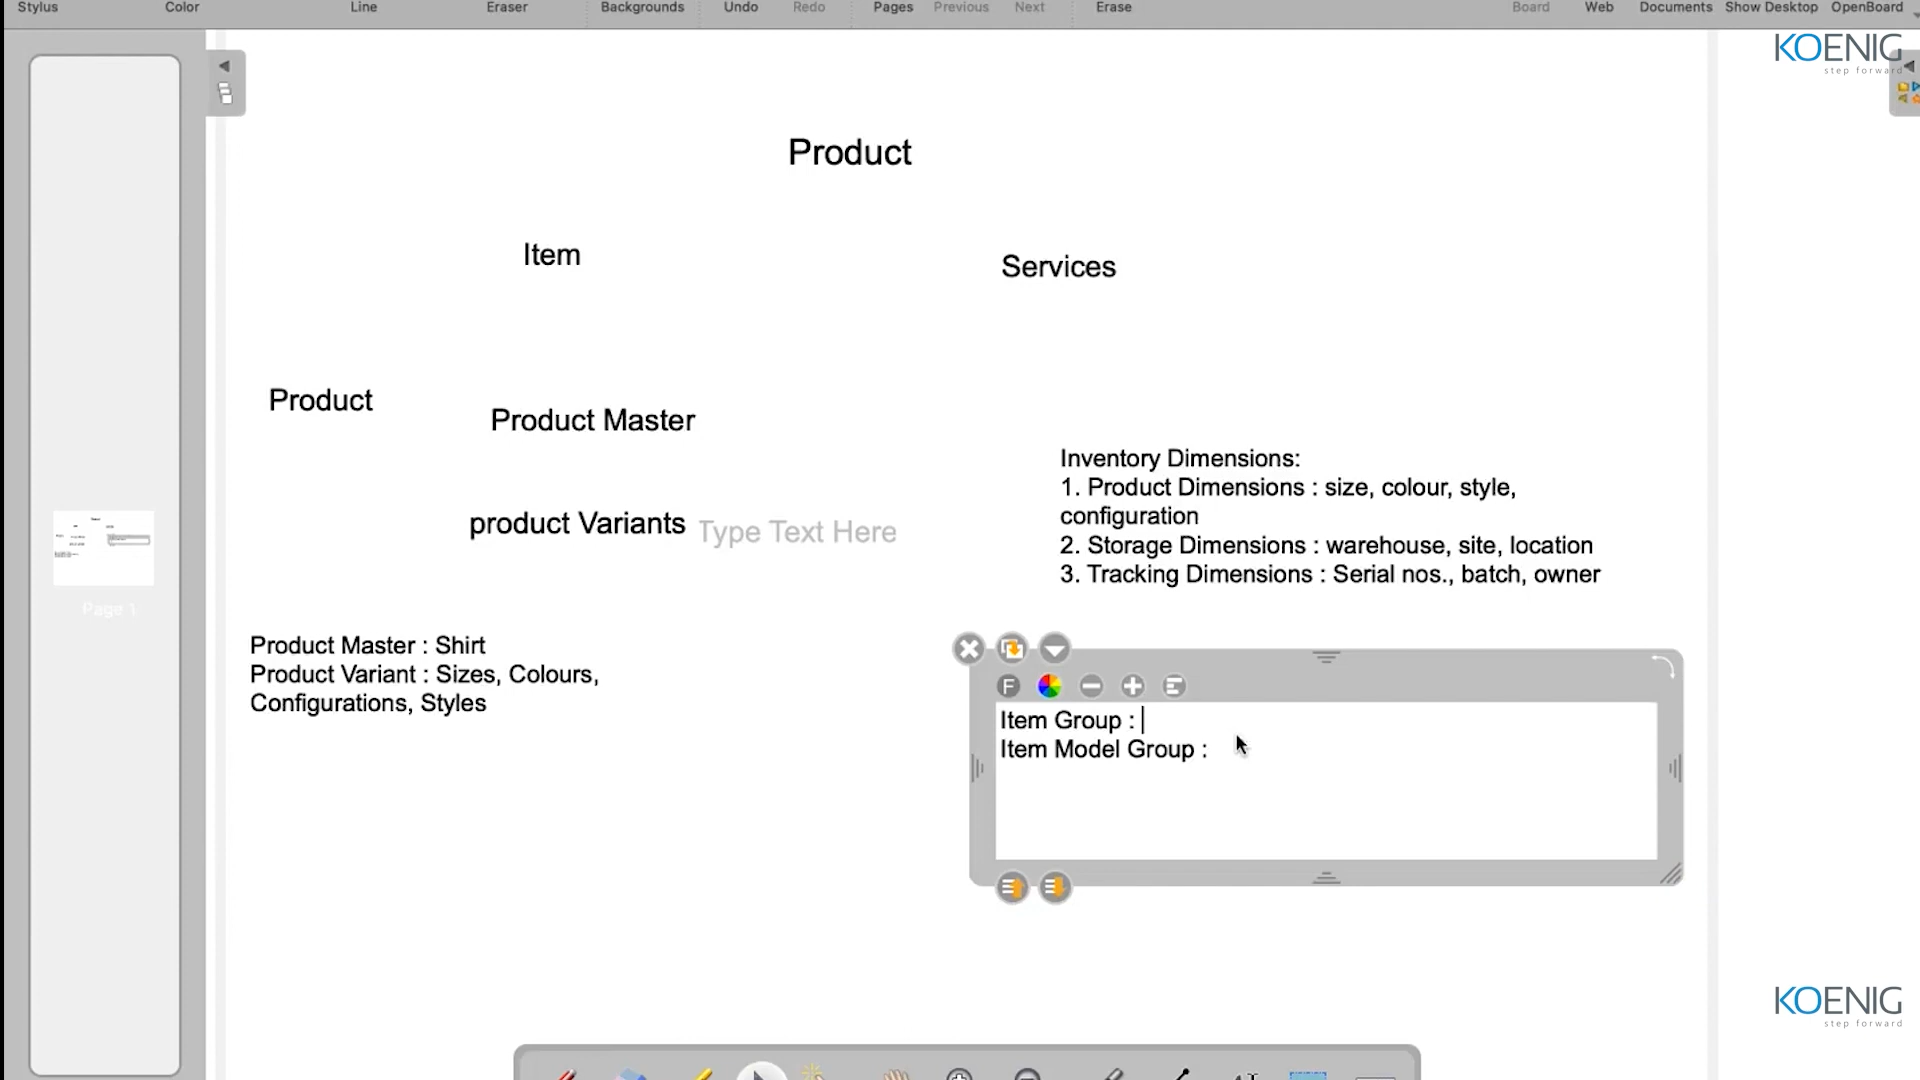 Stylus Color Line Eraser Backgrounds Undo Redo Pages Previous Next Erase Board Web Documents Show Desktop OpenBoard
KOENIG
step forward
Product
Item
Services
Product
Product Master
Inventory Dimensions:
1. Product Dimensions : size, colour, style,
configuration
2. Storage Dimensions : warehouse, site, location
3. Tracking Dimensions : Serial nos., batch, owner
product Variants
Type Text Here
Page 1
Product Master : Shirt
Product Variant : Sizes, Colours,
Configurations, Styles
F
Item Group :
Item Model Group :
KOENIG
step forward